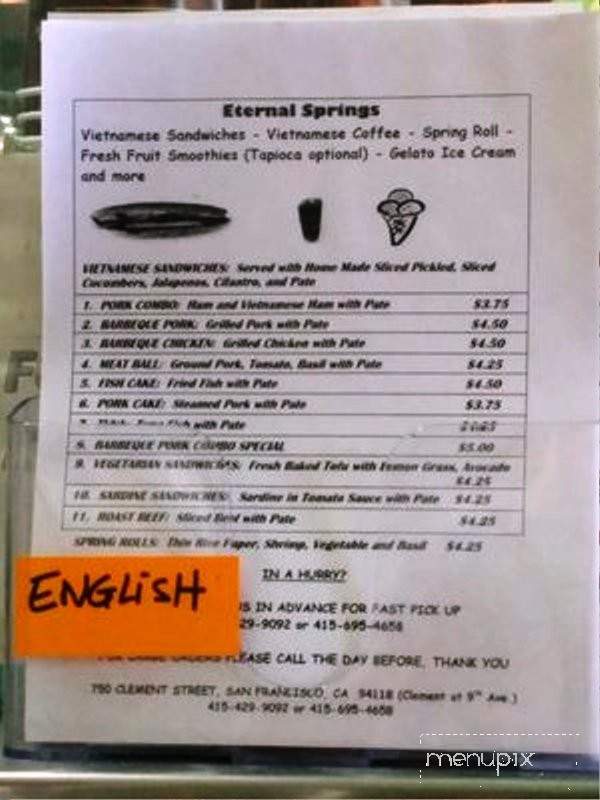 Eternal Springs
Vietnamese Sandwiches - Vietnamese Coffee - Spring Roll -
Fresh Fruit Smoothies (Tapioca optional) - Gelato Ice Cream
and more
VIETNAMESE SANDWICHES: Served with Home Made Sliced Pickled, Sliced
Cucombers, Jalapenos, Cilantro, and Pate
1. PORK COMBO: Ham and Vietnamese Ham with Pate $3.75
2. BARBEQUE PORK: Grilled Pork with Pate $4.50
3. BARBEQUE CHICKEN: Grilled Chicken with Pate $4.50
4. MEAT BALL: Ground Pork, Tomato, Basil with Pate $4.25
5. FISH CAKE: Fried Fish with Pate $4.50
6. PORK CAKE: Steamed Pork with Pate $3.75
Fish with Pate
BARBEQUE PORK COMBO SPECIAL $5.00
9. VEGETARIAN SANDWICHES: Fresh Baked Tofu with Lemon Grass, Avocado
$4.25
10. SARDINE SANDWICHES: Sardine in Tomato Sauce with Pate $4.25
11. ROAST BEEF: Sliced Beef with Pate $4.25
SPRING ROLLS: Thin Rice Paper, Shrimp, Vegetable and Basil $4.25
IN A HURRY?
ENGLISH
US IN ADVANCE FOR FAST PICK UP
29-9092 or 415-695-4658
PLEASE CALL THE DAY BEFORE, THANK YOU
750 CLEMENT STREET, SAN FRANCISCO, CA 94118 (Clement at 9th Ave.)
415-429-9092 or 415-695-4658
menupix